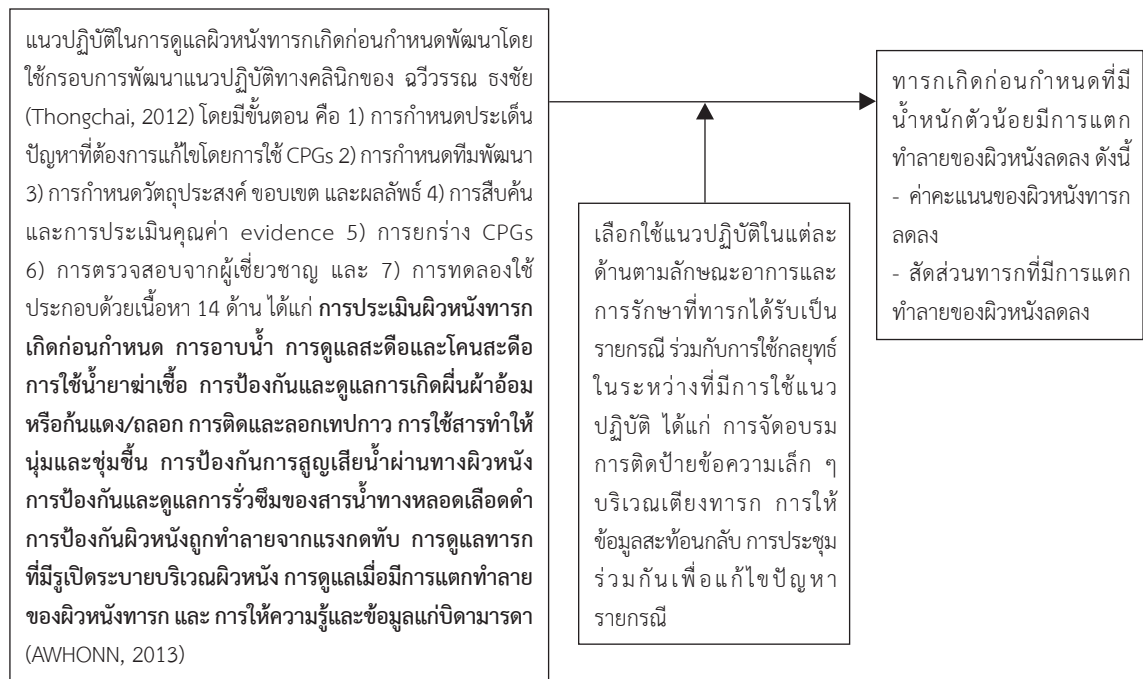 แนวปฏิบัติในการดูแลผิวหนังทารกเกิดก่อนกำหนดพัฒนาโดย
ใช้กรอบการพัฒนาแนวปฏิบัติทางคลินิกของ ฉวีวรรณ ธงชัย
(Thongchai, 2012) โดยมีขั้นตอน คือ 1) การกำหนดประเด็น
ปัญหาที่ต้องการแก้ไขโดยการใช้ CPGs 2) การกำหนดทีมพัฒนา
3) การกำหนดวัตถุประสงค์ ขอบเขต และผลลัพธ์ 4) การสืบค้น
และการประเมินคุณค่า evidence 5) การยกร่าง CPGs
6) การตรวจสอบจากผู้เชี่ยวชาญ และ 7) การทดลองใช้
ประกอบด้วยเนื้อหา 14 ด้าน ได้แก่ การประเมินผิวหนังทารก
เกิดก่อนกำหนด การอาบน้ำ การดูแลสะดือและโคนสะดือ
การใช้น้ำยาฆ่าเชื้อ การป้องกันและดูแลการเกิดผื่นผ้าอ้อม
หรือก้นแดง/ถลอก การติดและลอกเทปกาว การใช้สารทำให้
นุ่มและชุ่มชื้น การป้องกันการสูญเสียน้ำผ่านทางผิวหนัง
การป้องกันและดูแลการรั่วซึมของสารน้ำทางหลอดเลือดดำ
การป้องกันผิวหนังถูกทำลายจากแรงกดทับ การดูแลทารก
ที่มีรูเปิดระบายบริเวณผิวหนัง การดูแลเมื่อมีการแตกทำลาย
ของผิวหนังทารก และ การให้ความรู้และข้อมูลแก่บิดามารดา
(AWHONN, 2013)
เลือกใช้แนวปฏิบัติในแต่ละ
ด้านตามลักษณะอาการและ
การรักษาที่ทารกได้รับเป็น
รายกรณี ร่วมกับการใช้กลยุทธ์
ในระหว่างที่มีการใช้แนว
ปฏิบัติ ได้แก่ การจัดอบรม
การติดป้ายข้อความเล็ก ๆ
บริเวณเตียงทารก การให้
ข้อมูลสะท้อนกลับ การประชุม
ร่วมกันเพื่อแก้ไขปัญหา
รายกรณี
ทารกเกิดก่อนกำหนดที่มี
น้ำหนักตัวน้อยมีการแตก
ทำลายของผิวหนังลดลง ดังนี้
- ค่าคะแนนของผิวหนังทารก
ลดลง
- สัดส่วนทารกที่มีการแตก
ทำลายของผิวหนังลดลง